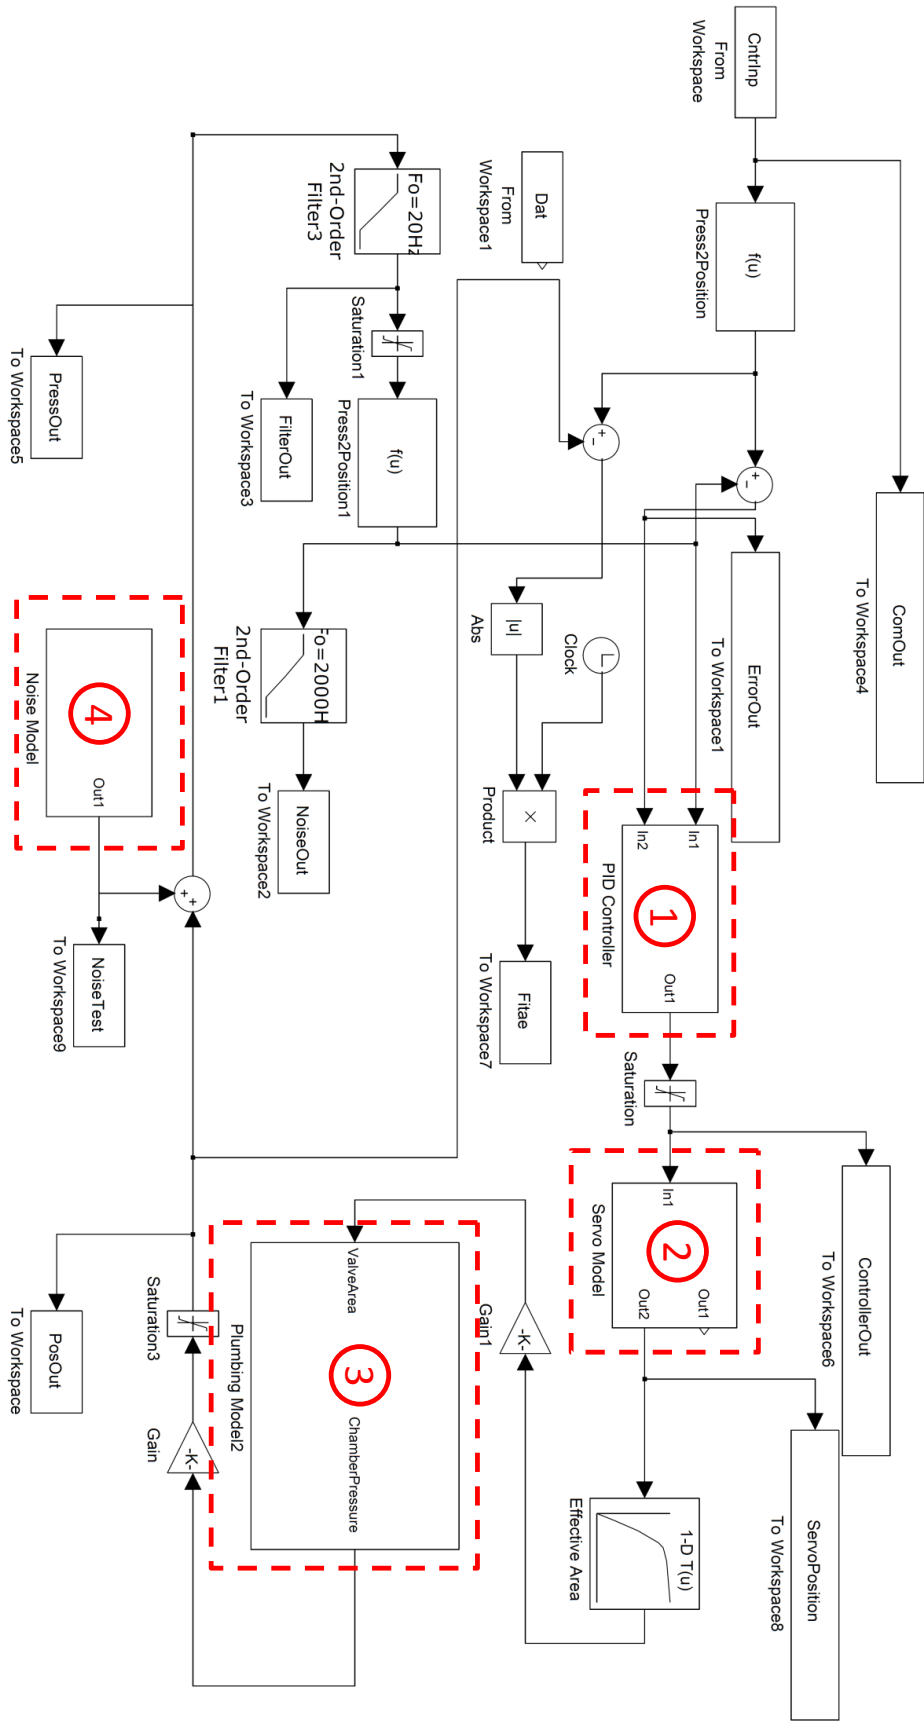 CntrlInp
From
Workspace
ComOut
To Workspace4
f(u)
Press2Position
+
-
ErrorOut
To Workspace1
In1
In2
1
Out1
PID Controller
Saturation
ControllerOut
To Workspace6
In1
2
Out1
Out2
Servo Model
ServoPosition
To Workspace8
1-D T(u)
Effective Area
Dat
From
Workspace1
+
-
Clock
|u|
Abs
×
Product
Fitae
To Workspace7
-K-
Gain1
Fo=20Hz
2nd-Order
Filter3
Saturation1
f(u)
Press2Position1
FilterOut
To Workspace3
Fo=2000H
2nd-Order
Filter1
NoiseOut
To Workspace2
ValveArea
3
ChamberPressure
Plumbing Model2
-K-
Gain
Saturation3
PosOut
To Workspace
+
+
PressOut
To Workspace5
4
Out1
Noise Model
NoiseTest
To Workspace9